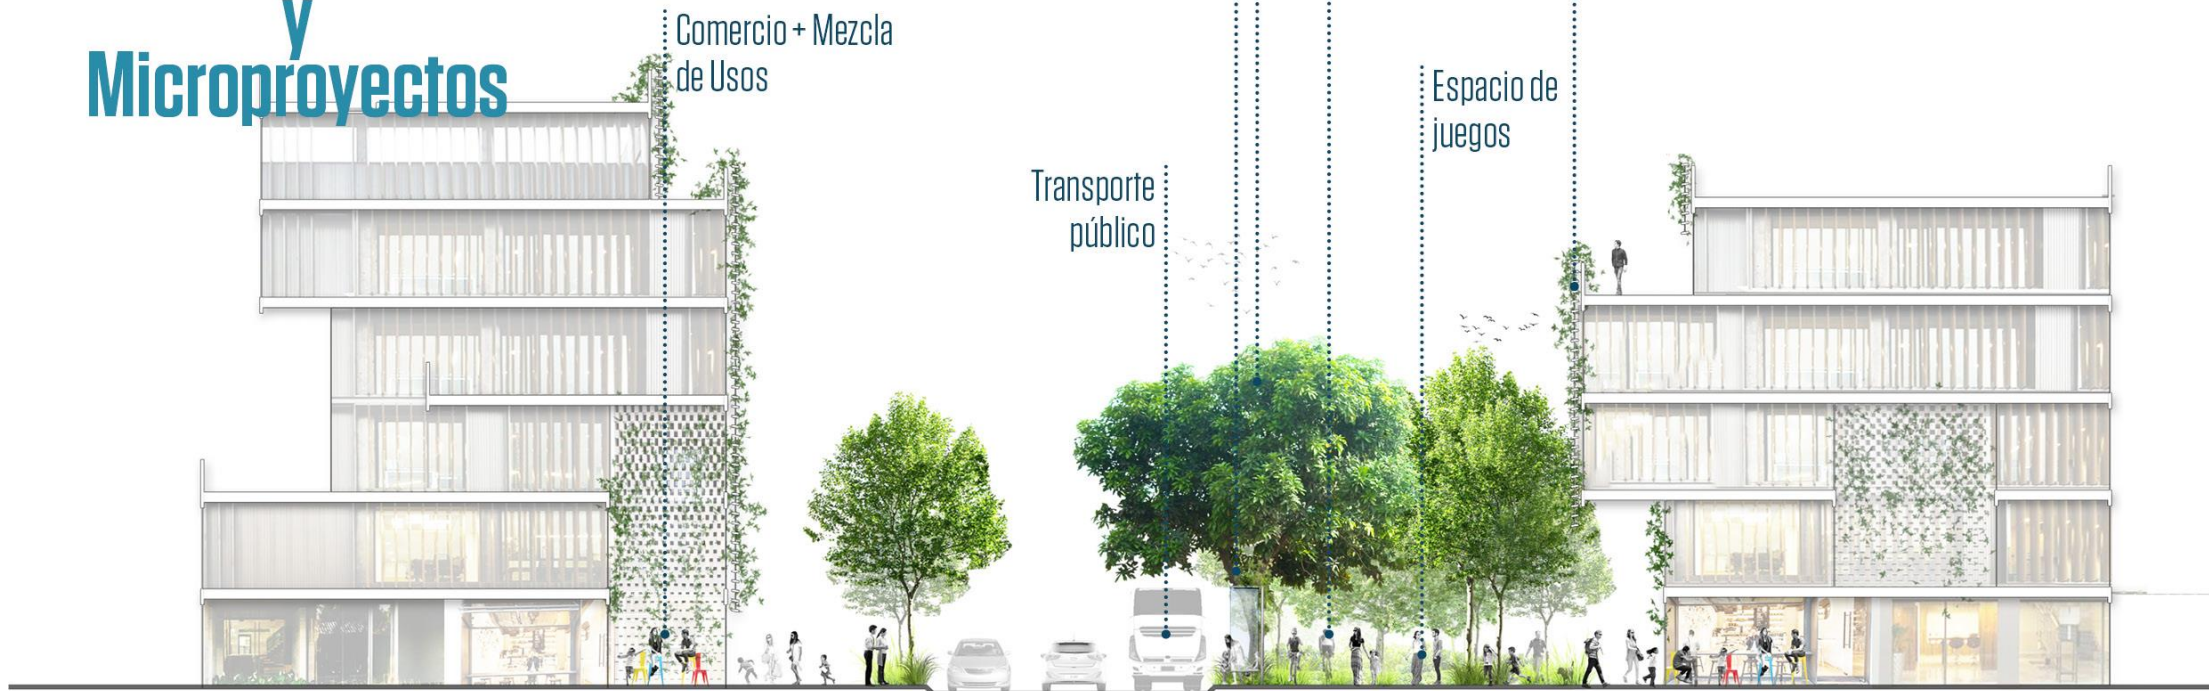 y
Microproyectos
Comercio + Mezcla
de Usos
Transporte
público
Espacio de
juegos